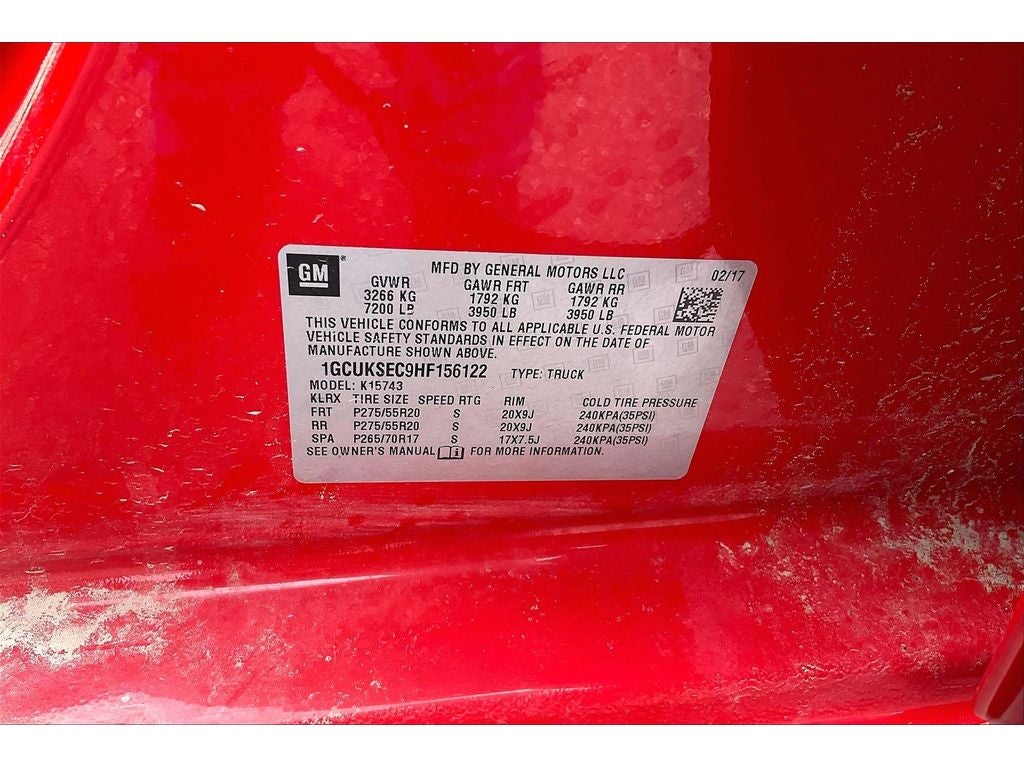 GM
MFD BY GENERAL MOTORS LLC 02/17
GVWR GAWR FRT GAWR RR
3266 KG 1792 KG 1792 KG
7200 LB 3950 LB 3950 LB
THIS VEHICLE CONFORMS TO ALL APPLICABLE U.S. FEDERAL MOTOR
VEHICLE SAFETY STANDARDS IN EFFECT ON THE DATE OF
MANUFACTURE SHOWN ABOVE.
1GCUKSEC9HF156122 TYPE: TRUCK
MODEL: K15743
KLRX TIRE SIZE SPEED RTG RIM COLD TIRE PRESSURE
FRT P275/55R20 S 20X9J 240KPA(35PSI)
RR P275/55R20 S 20X9J 240KPA(35PSI)
SPA P265/70R17 S 17X7.5J 240KPA(35PSI)
SEE OWNER'S MANUAL FOR MORE INFORMATION.